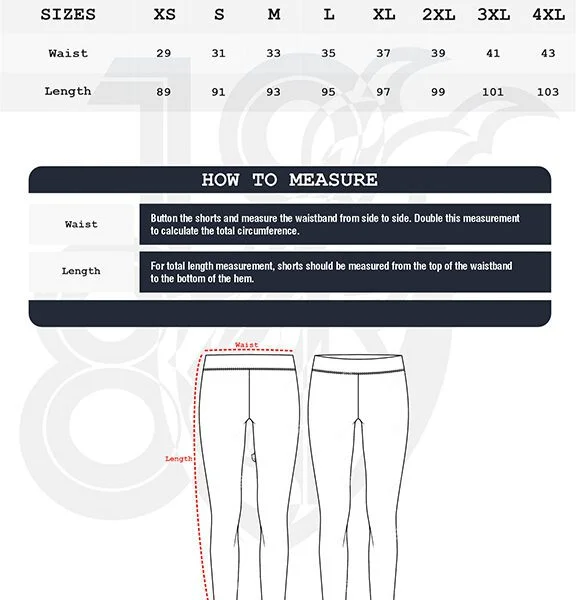 SIZES XS S M L XL 2XL 3XL 4XL
Waist 29 31 33 35 37 39 41 43
Length 89 91 93 95 97 99 101 103
HOW TO MEASURE
Waist
Button the shorts and measure the waistband from side to side. Double this measurement
to calculate the total circumference.
Length
For total length measurement, shorts should be measured from the top of the waistband
to the bottom of the hem.
Waist
Length